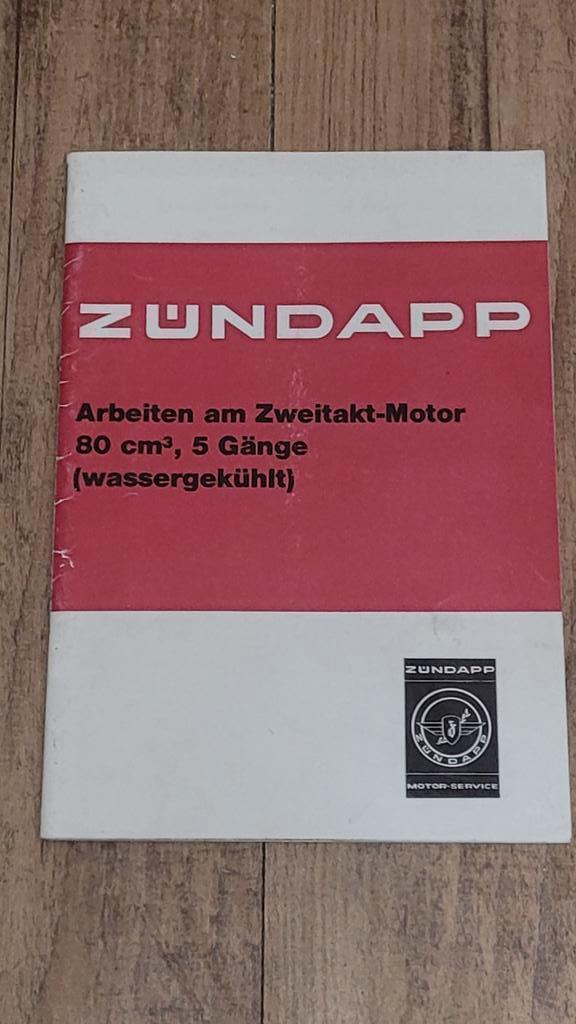 ZÜNDAPP
Arbeiten am Zweitakt-Motor
80 cm³, 5 Gänge
(wassergekühlt)
ZÜNDAPP
ZÜNDAPP
MOTOR-SERVICE